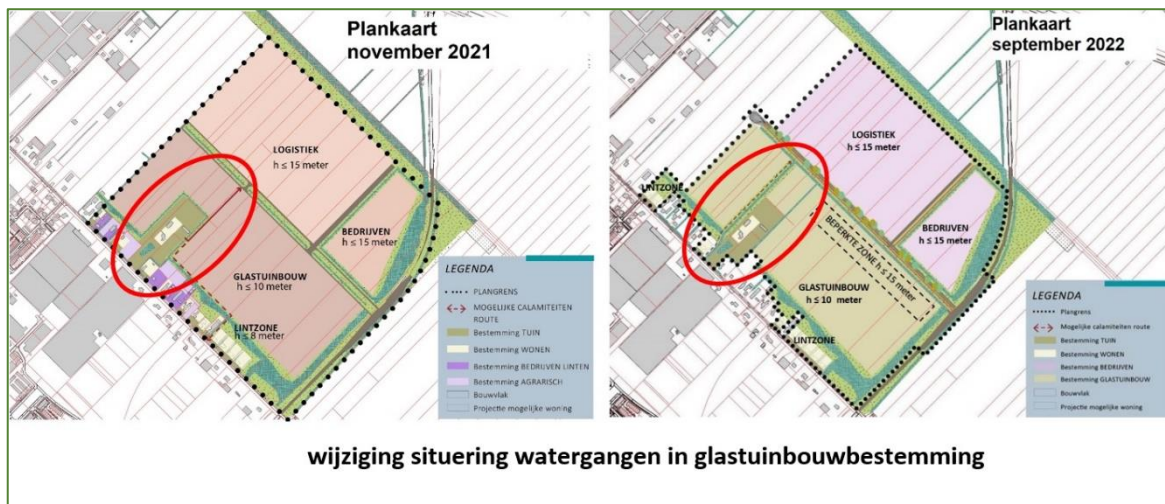 Plankaart
november 2021
LOGISTIEK
h ≤ 15 meter
BEDRIJVEN
h ≤ 15 meter
GLASTUINBOUW
h ≤ 10 meter
LINTZONE
h ≤ 8 meter
LEGENDA
PLANGRENS
MOGELIJKE CALAMITEITEN
ROUTE
Bestemming TUIN
Bestemming WONEN
Bestemming BEDRIJVEN LINTEN
Bestemming AGRARISCH
Bouwvlak
Projectie mogelijke woning
Plankaart
september 2022
LOGISTIEK
h ≤ 15 meter
LINTZONE
BEDRIJVEN
h ≤ 15 meter
BEPERKTE ZONE h ≤ 15 meter
GLASTUINBOUW
h ≤ 10 meter
LINTZONE
LEGENDA
Plangrens
Mogelijke calamiteiten route
Bestemming TUIN
Bestemming WONEN
Bestemming BEDRIJVEN
Bestemming GLASTUINBOUW
Bouwvlak
Projectie mogelijke woning
wijziging situering watergangen in glastuinbouwbestemming